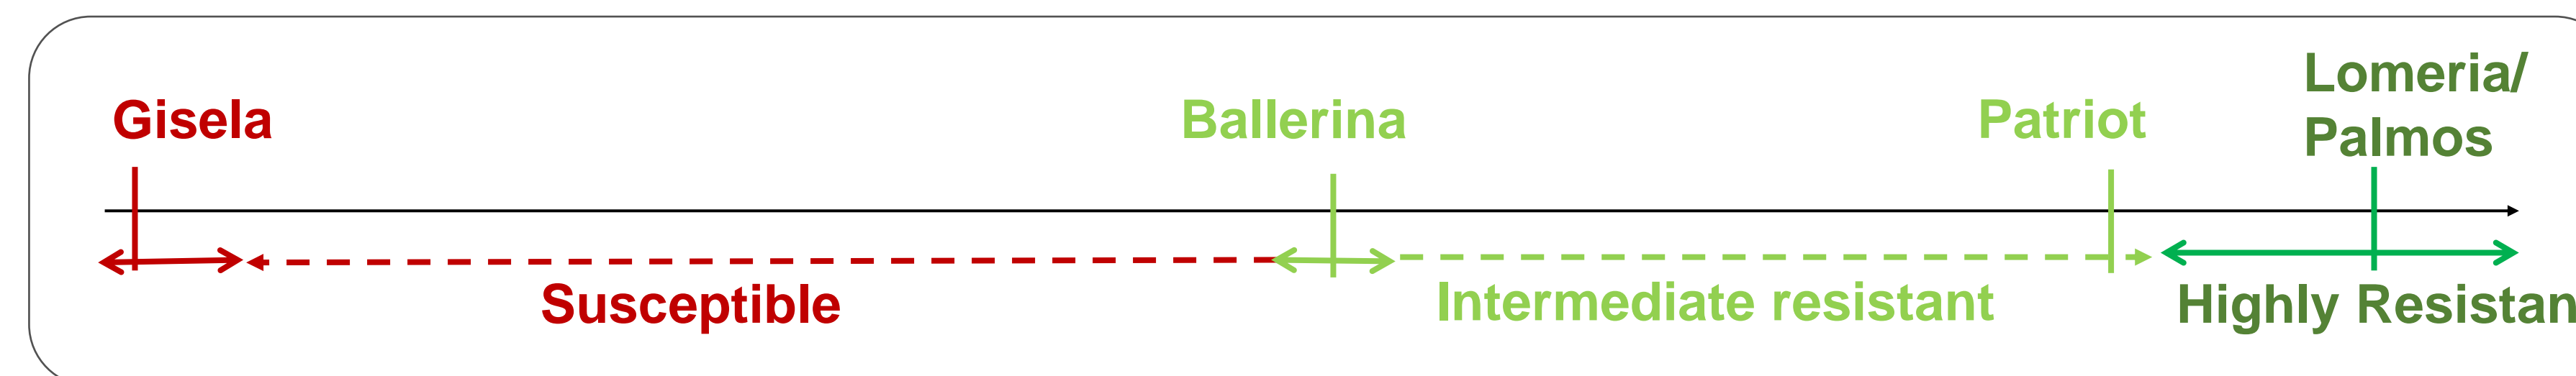 Gisela
Ballerina
Patriot
Lomeria/
Palmos
Susceptible
Intermediate resistant
Highly Resistan